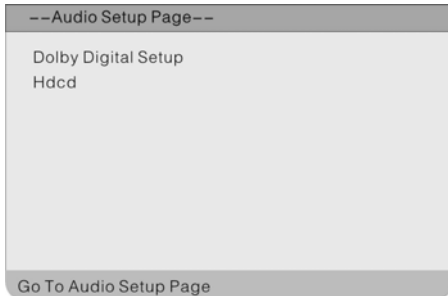 --Audio Setup Page--
Dolby Digital Setup
Hdcd
Go To Audio Setup Page